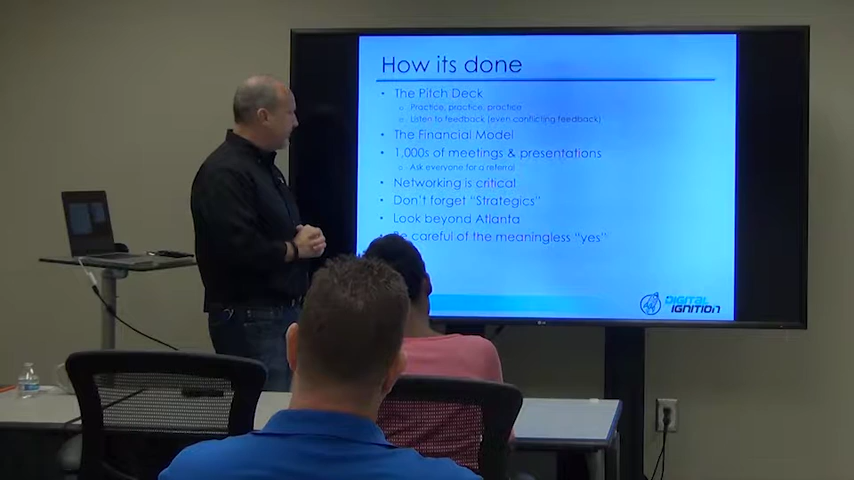 How its done
• The Pitch Deck
o Practice, practice, practice
o Listen to feedback (even conflicting feedback)
• The Financial Model
• 1,000s of meetings & presentations
o Ask everyone for a referral
• Networking is critical
• Don't forget "Strategics"
• Look beyond Atlanta
• Be careful of the meaningless "yes"
DIGITAL
IGNITION
LG